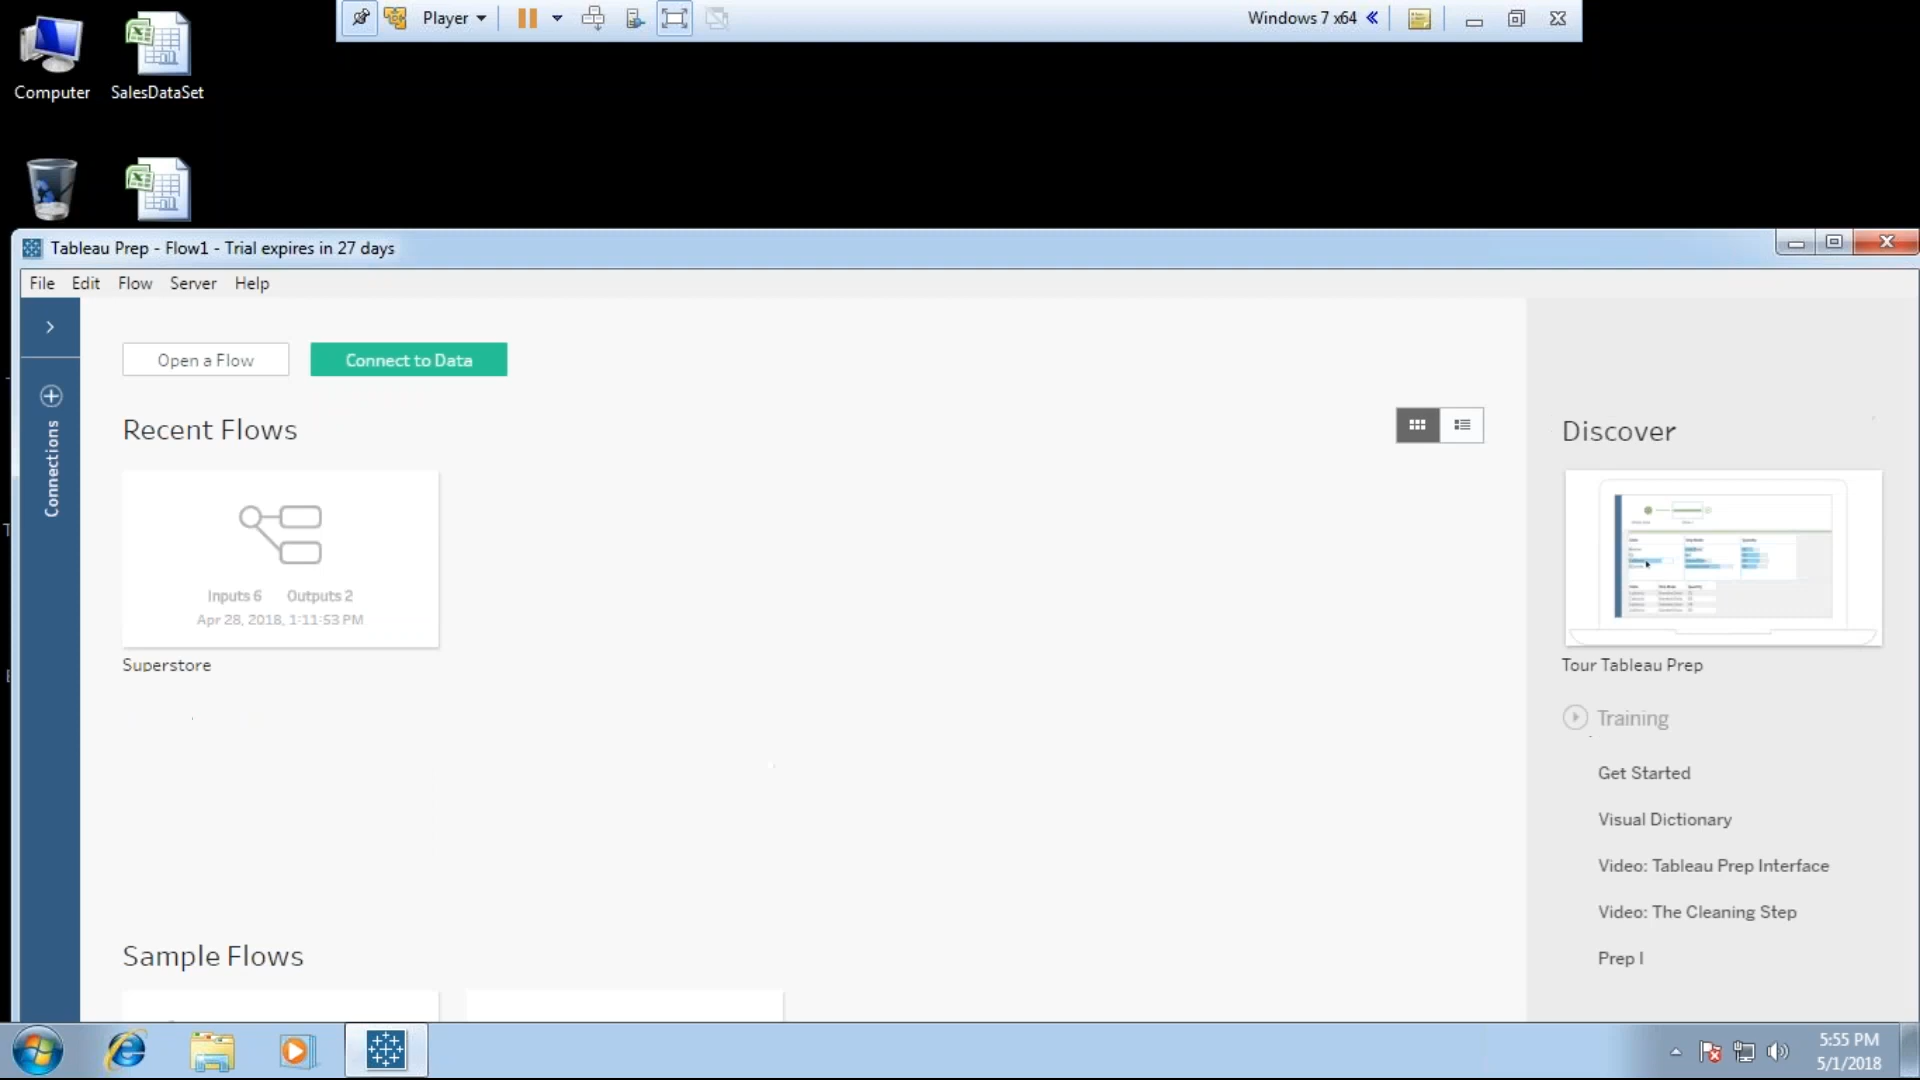 Player
Windows 7 x64
Computer
SalesDataSet
Tableau Prep - Flow1 - Trial expires in 27 days
File Edit Flow Server Help
Open a Flow
Connect to Data
Connections
Recent Flows
Inputs 6 Outputs 2
Apr 28, 2018, 1:11:53 PM
Superstore
Sample Flows
Discover
Tour Tableau Prep
Training
Get Started
Visual Dictionary
Video: Tableau Prep Interface
Video: The Cleaning Step
Prep I
5:55 PM
5/1/2018